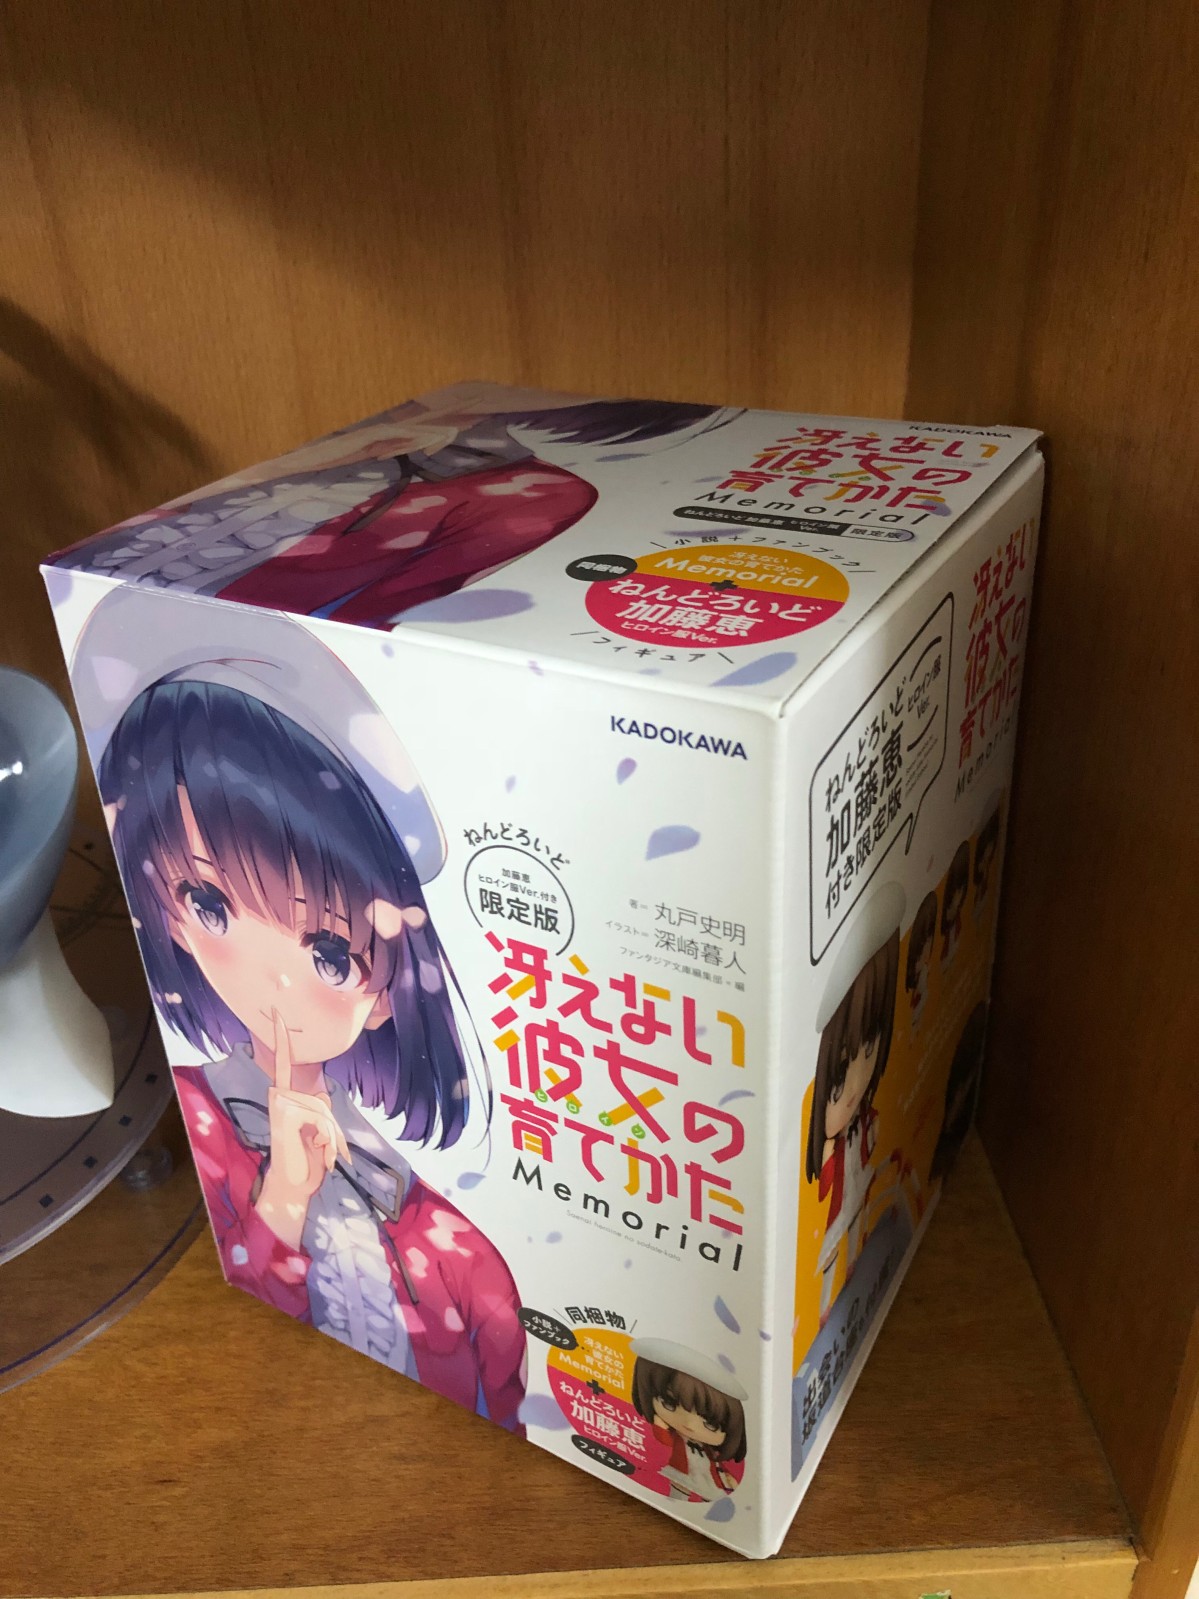 KADOKAWA
冴えない
彼女の
育てかた
Memorial
ねんどろいど 加藤恵 ヒロイン服Ver. 限定版
小説+ファンブック
同梱物
冴えない
彼女の育てかた
Memorial
+
ねんどろいど
加藤恵
ヒロイン服Ver.
フィギュア
KADOKAWA
ねんどろいど
加藤恵
ヒロイン服Ver.付き
限定版
著=丸戸史明
イラスト=深崎暮人
ファンタジア文庫編集部・編
冴えない
彼女の
ヒロイン
育てかた
Memorial
Saenai heroine no sodate-kata
同梱物
小説+
ファンブック
冴えない
彼女の
育てかた
Memorial
+
ねんどろいど
加藤恵
ヒロイン服Ver.
フィギュア
冴えない
彼女の
育てかた
Memorial
ねんどろいど
加藤恵
ヒロイン服
Ver.
付き限定版